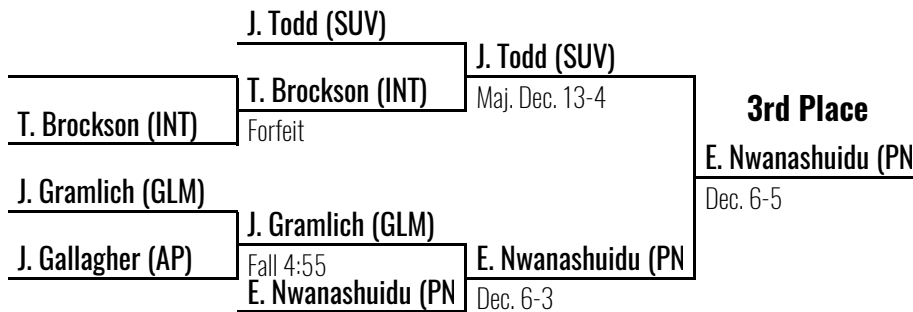 J. Todd (SUV)
J. Todd (SUV)
T. Brockson (INT)
Maj. Dec. 13-4
3rd Place
T. Brockson (INT)
Forfeit
E. Nwanashuidu (PN
J. Gramlich (GLM)
Dec. 6-5
J. Gramlich (GLM)
J. Gallagher (AP)
Fall 4:55
E. Nwanashuidu (PN
E. Nwanashuidu (PN
Dec. 6-3